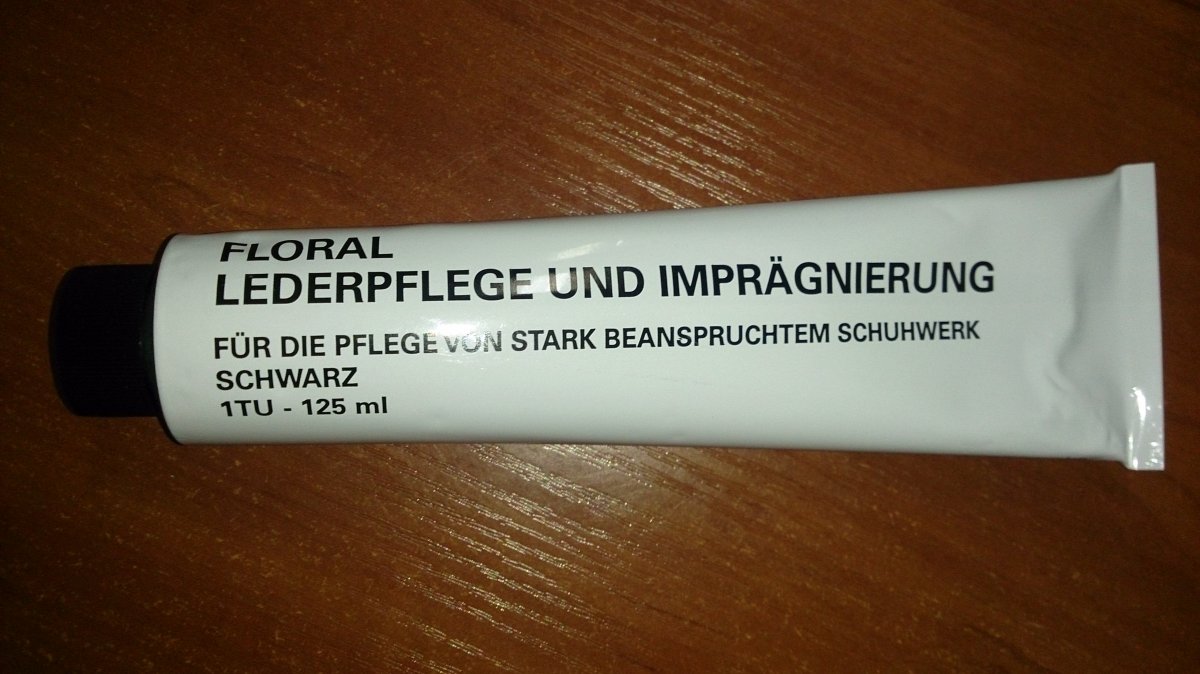 FLORAL
LEDERPFLEGE UND IMPRÄGNIERUNG
FÜR DIE PFLEGE VON STARK BEANSPRUCHTEM SCHUHWERK
SCHWARZ
1TU - 125 ml